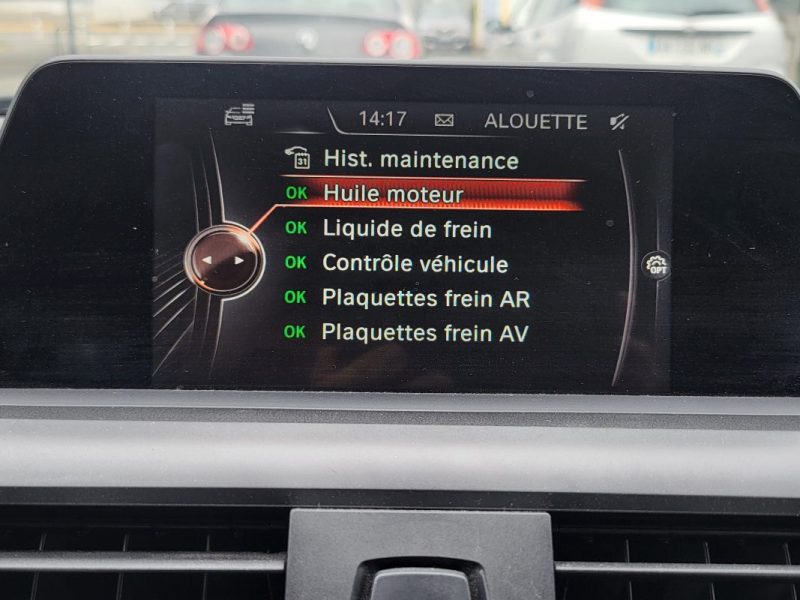 14:17 ALOUETTE
31 Hist. maintenance
OK Huile moteur
OK Liquide de frein
OK Contrôle véhicule
OK Plaquettes frein AR
OK Plaquettes frein AV
OPT